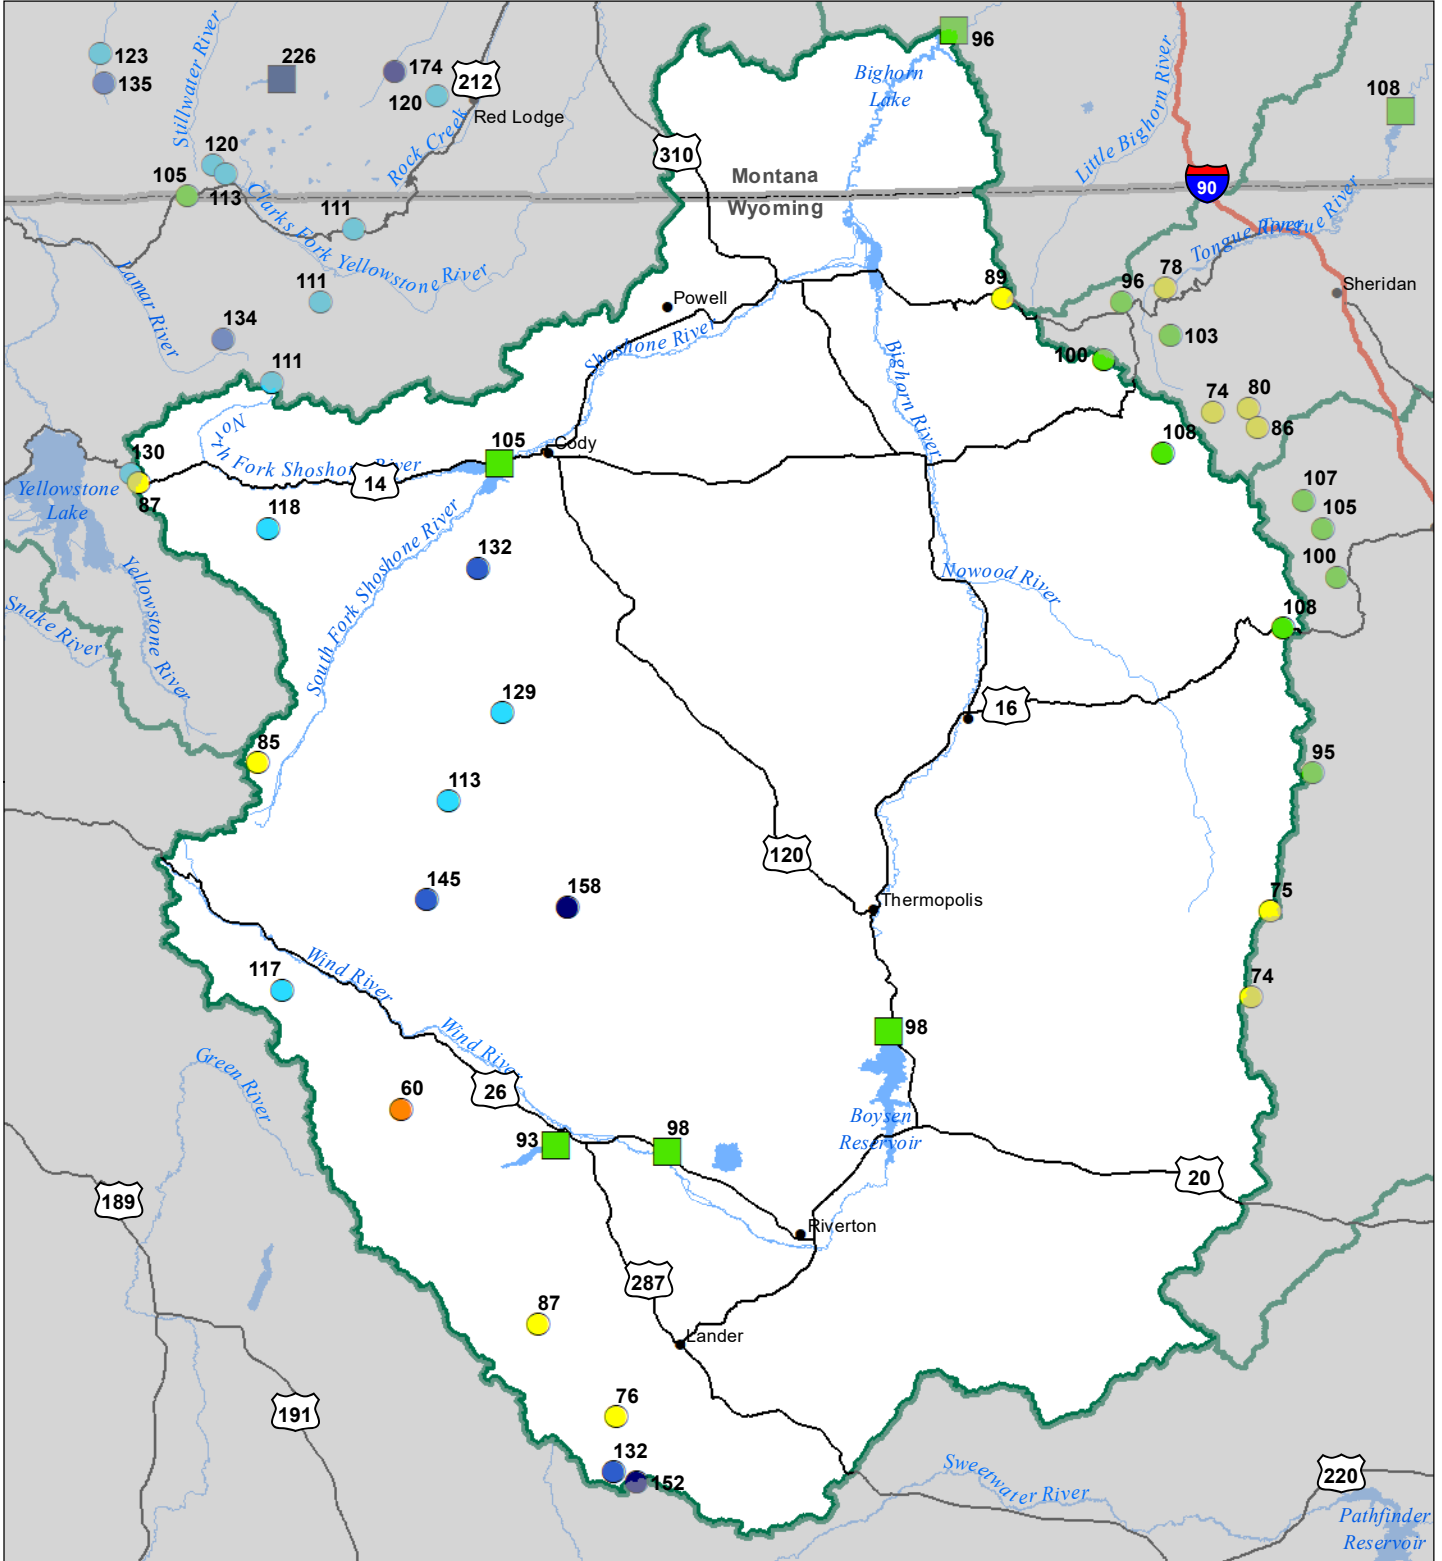 123
135
Stillwater River
226
174
120
212
Red Lodge
Rock Creek
96
Bighorn
Lake
Little Bighorn River
108
120
105
113
310
Montana
Wyoming
90
Clarks Fork Yellowstone River
111
Tongue River
Tongue River
Lamar River
111
134
111
Powell
Shoshone River
89
96
78
Sheridan
103
100
Bighorn River
74
80
86
108
North Fork Shoshone River
130
87
Yellowstone
Lake
14
105
Cody
118
132
South Fork Shoshone River
107
105
100
108
Nowood River
Snake River
Yellowstone River
129
16
85
113
95
120
145
158
Thermopolis
75
117
Wind River
74
98
Wind River
Green River
60
26
93
98
Boysen
Reservoir
20
189
Riverton
287
87
Lander
191
76
132
152
Sweetwater River
220
Pathfinder
Reservoir